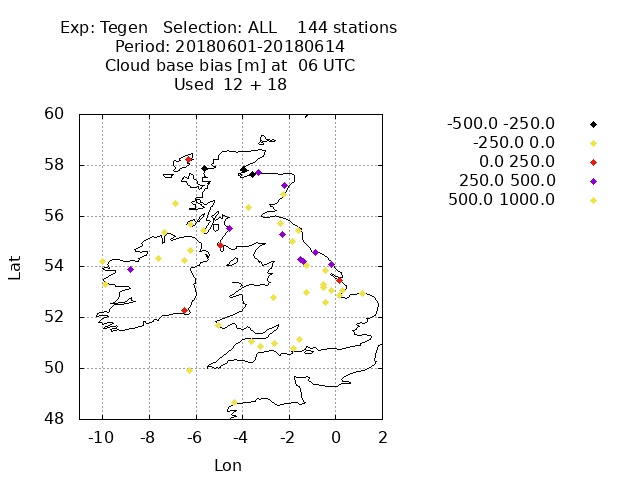 Exp: Tegen   Selection: ALL    144 stations
Period: 20180601-20180614
Cloud base bias [m] at  06 UTC
Used  12 + 18
-500.0 -250.0
-250.0 0.0
0.0 250.0
250.0 500.0
500.0 1000.0
60
58
56
54
52
50
48
Lat
-10 -8 -6 -4 -2 0 2
Lon